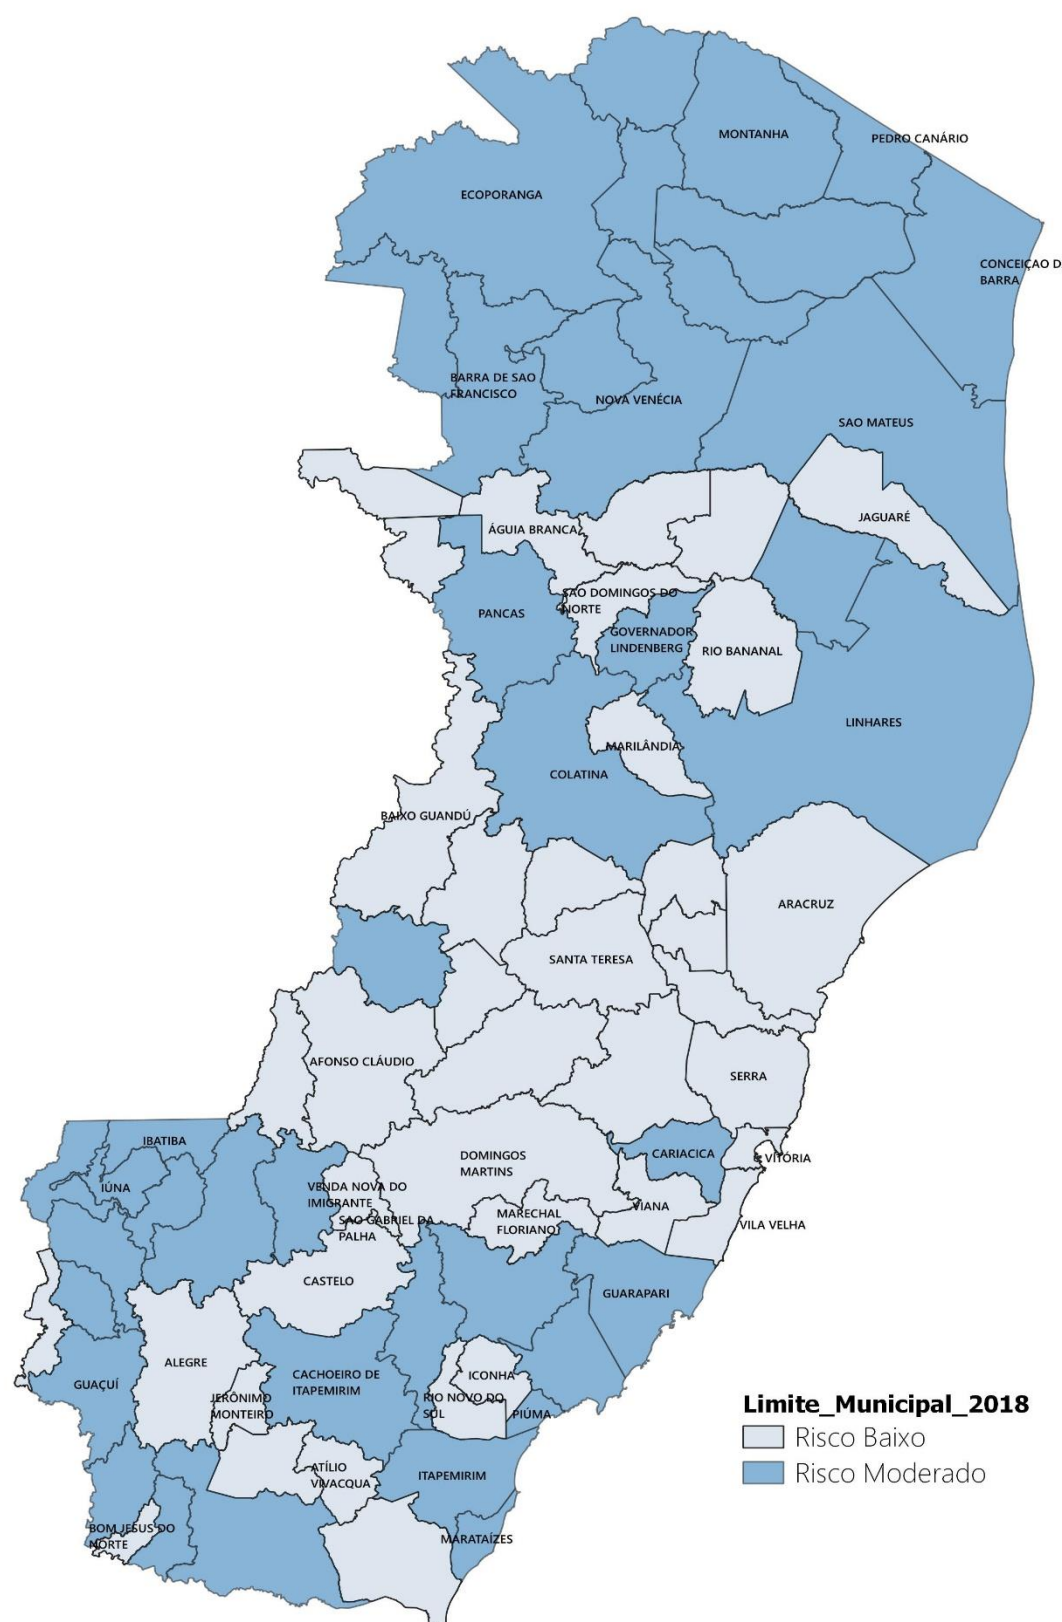 MONTANHA
PEDRO CANÁRIO
ECOPORANGA
CONCEIÇAO D
BARRA
BARRA DE SAO
FRANCISCO
NOVA VENÉCIA
SAO MATEUS
JAGUARÉ
ÁGUIA BRANCA
SAO DOMINGOS DO
NORTE
PANCAS
GOVERNADOR
LINDENBERG
RIO BANANAL
LINHARES
MARILÂNDIA
COLATINA
BAIXO GUANDÚ
ARACRUZ
SANTA TERESA
AFONSO CLÁUDIO
SERRA
IBATIBA
CARIACICA
VITÓRIA
DOMINGOS
MARTINS
IÚNA
VENDA NOVA DO
IMIGRANTE
VIANA
MARECHAL
FLORIANO
SAO GABRIEL DA
PALHA
VILA VELHA
CASTELO
GUARAPARI
ALEGRE
GUAÇUÍ
CACHOEIRO DE
ITAPEMIRIM
ICONHA
JERÔNIMO
MONTEIRO
RIO NOVO DO
SUL
PIÚMA
Limite_Municipal_2018
Risco Baixo
Risco Moderado
ATÍLIO
VIVACQUA
ITAPEMIRIM
BOM JESUS DO
NORTE
MARATAÍZES